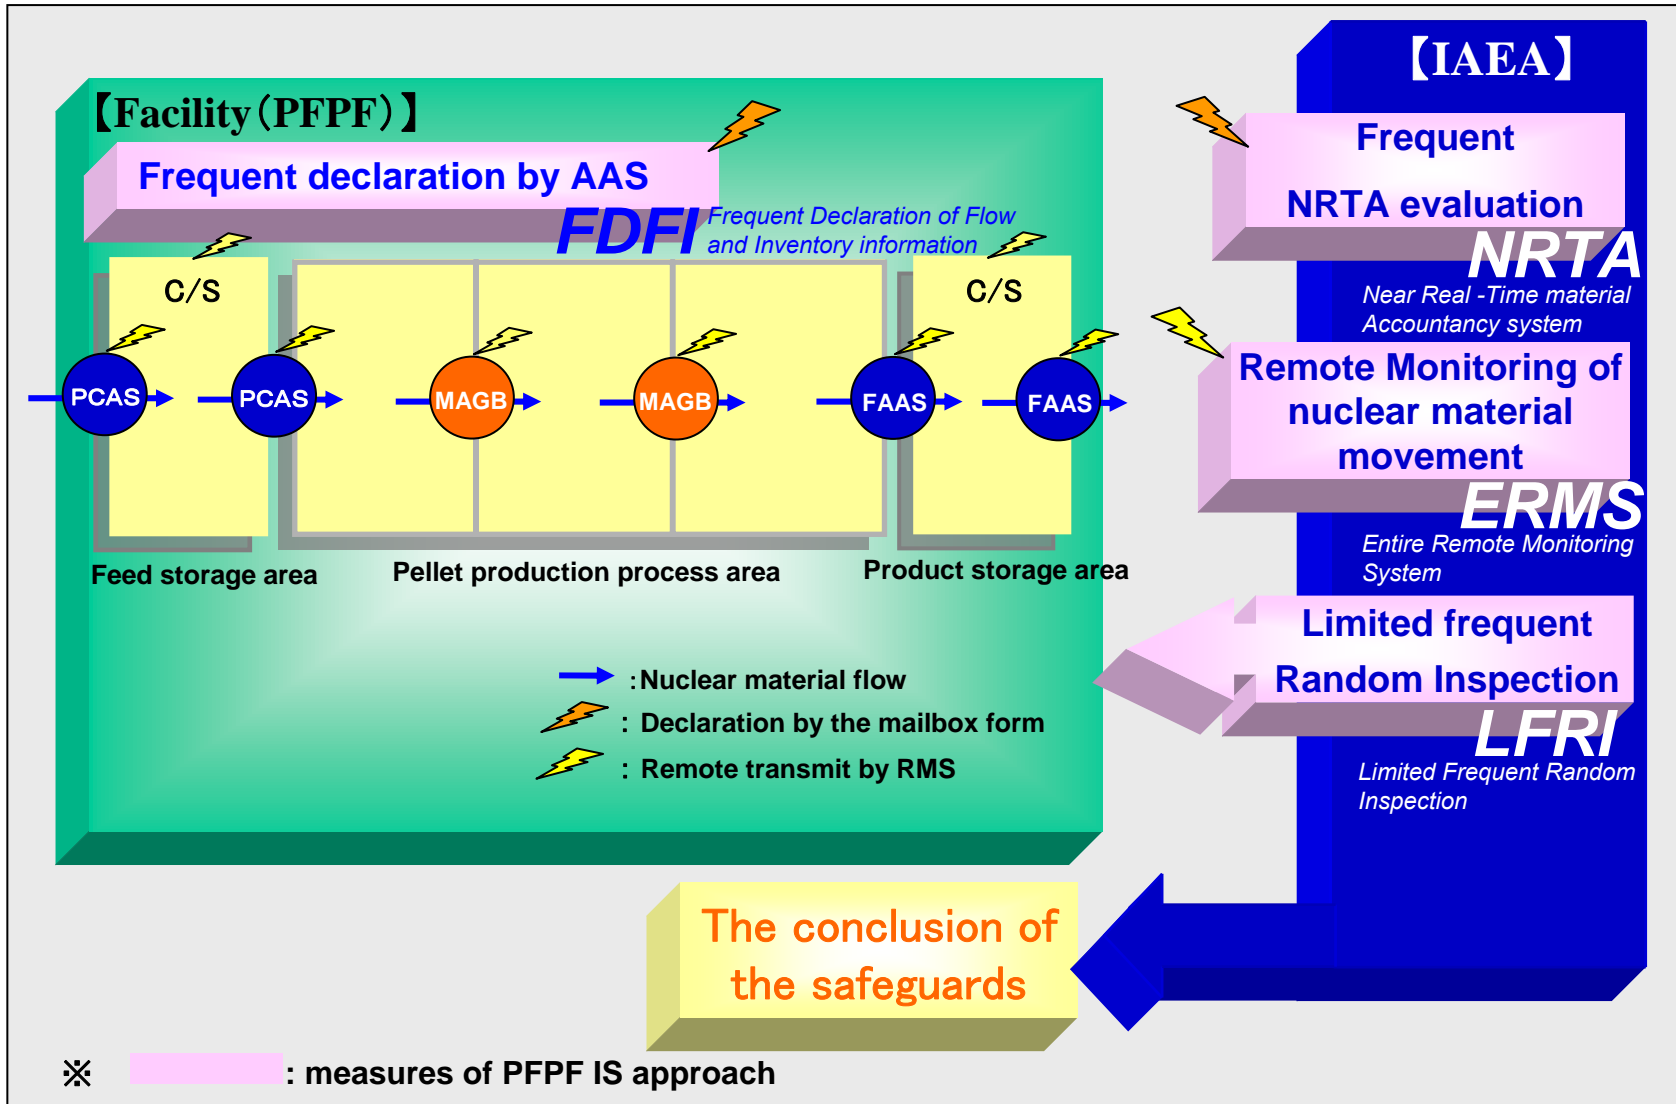 【Facility（PFPF）】
Frequent declaration by AAS
FDFI
Frequent Declaration of Flow
and Inventory information
C/S
C/S
PCAS
PCAS
MAGB
MAGB
FAAS
FAAS
Feed storage area
Pellet production process area
Product storage area
:Nuclear material flow
: Declaration by the mailbox form
: Remote transmit by RMS
【IAEA】
Frequent
NRTA evaluation
NRTA
Near Real -Time material
Accountancy system
Remote Monitoring of
nuclear material
movement
ERMS
Entire Remote Monitoring
System
Limited frequent
Random Inspection
LFRI
Limited Frequent Random
Inspection
The conclusion of
the safeguards
※ : measures of PFPF IS approach